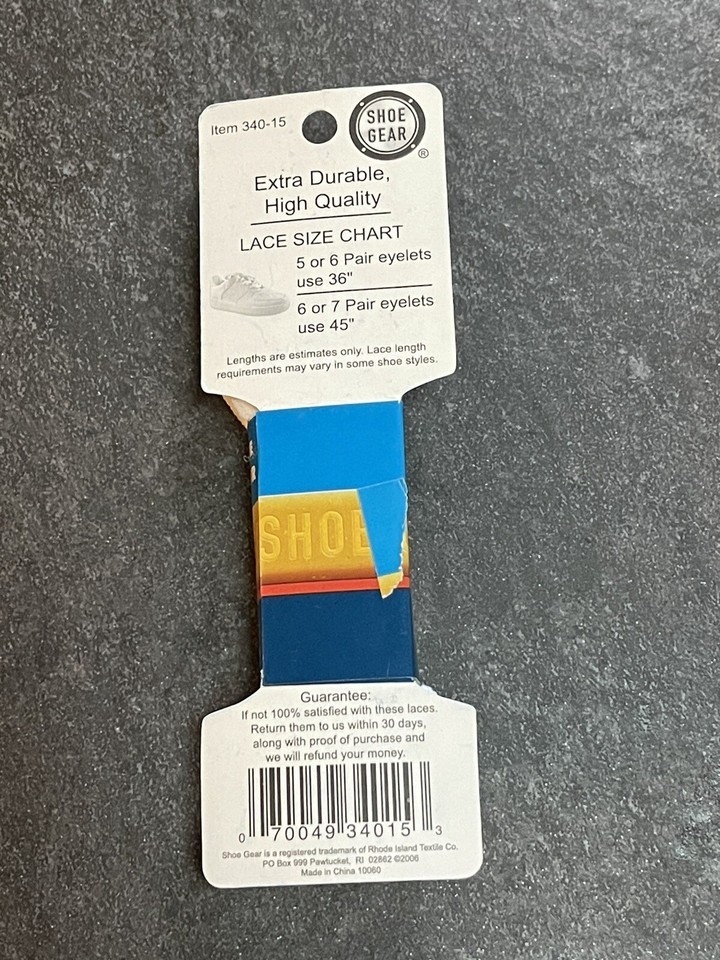 Item 340-15
SHOE
GEAR
®
Extra Durable,
High Quality
LACE SIZE CHART
5 or 6 Pair eyelets
use 36"
6 or 7 Pair eyelets
use 45"
Lengths are estimates only. Lace length
requirements may vary in some shoe styles.
SHOE
Guarantee:
If not 100% satisfied with these laces.
Return them to us within 30 days,
along with proof of purchase and
we will refund your money.
0 70049 34015 3
Shoe Gear is a registered trademark of Rhode Island Textile Co.
PO Box 999 Pawtucket, RI 02862 ©2006
Made in China 10060